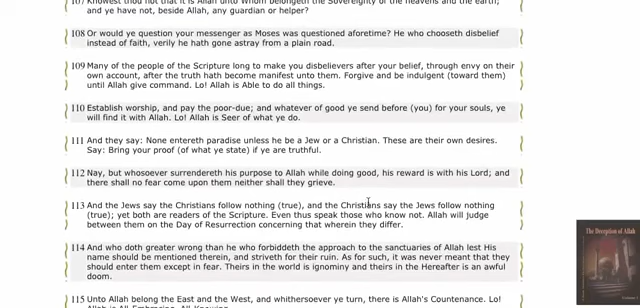 107 Knowest thou not that it is Allah unto Whom belongeth the Sovereignty of the heavens and the earth;
and ye have not, beside Allah, any guardian or helper?
108 Or would ye question your messenger as Moses was questioned aforetime? He who chooseth disbelief
instead of faith, verily he hath gone astray from a plain road.
109 Many of the people of the Scripture long to make you disbelievers after your belief, through envy on their
own account, after the truth hath become manifest unto them. Forgive and be indulgent (toward them)
until Allah give command. Lo! Allah is Able to do all things.
110 Establish worship, and pay the poor-due; and whatever of good ye send before (you) for your souls, ye
will find it with Allah. Lo! Allah is Seer of what ye do.
111 And they say: None entereth paradise unless he be a Jew or a Christian. These are their own desires.
Say: Bring your proof (of what ye state) if ye are truthful.
112 Nay, but whosoever surrendereth his purpose to Allah while doing good, his reward is with his Lord; and
there shall no fear come upon them neither shall they grieve.
113 And the Jews say the Christians follow nothing (true), and the Christians say the Jews follow nothing
(true); yet both are readers of the Scripture. Even thus speak those who know not. Allah will judge
between them on the Day of Resurrection concerning that wherein they differ.
114 And who doth greater wrong than he who forbiddeth the approach to the sanctuaries of Allah lest His
name should be mentioned therein, and striveth for their ruin. As for such, it was never meant that they
should enter them except in fear. Theirs in the world is ignominy and theirs in the Hereafter is an awful
doom.
115 Unto Allah belong the East and the West, and whithersoever ye turn, there is Allah's Countenance. Lo!
Allah is All-Embracing, All-Knowing.
The Deception of Allah